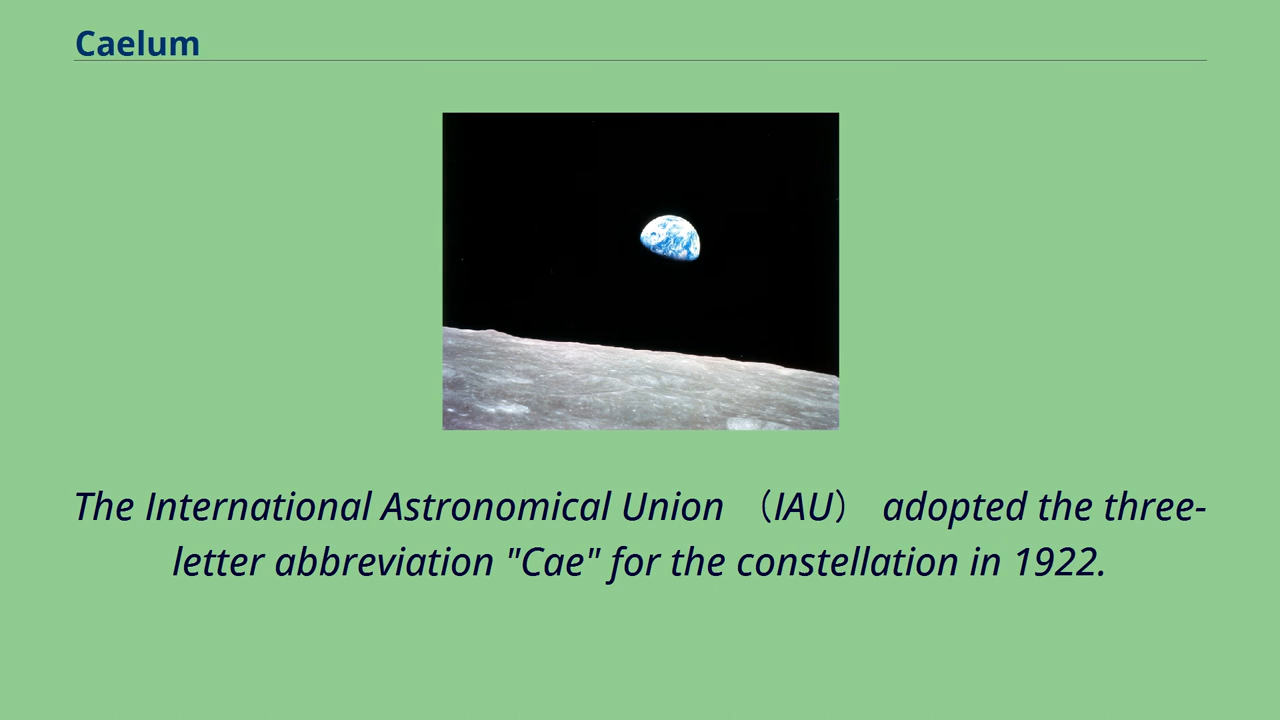 Caelum
The International Astronomical Union （IAU） adopted the three-
letter abbreviation "Cae" for the constellation in 1922.